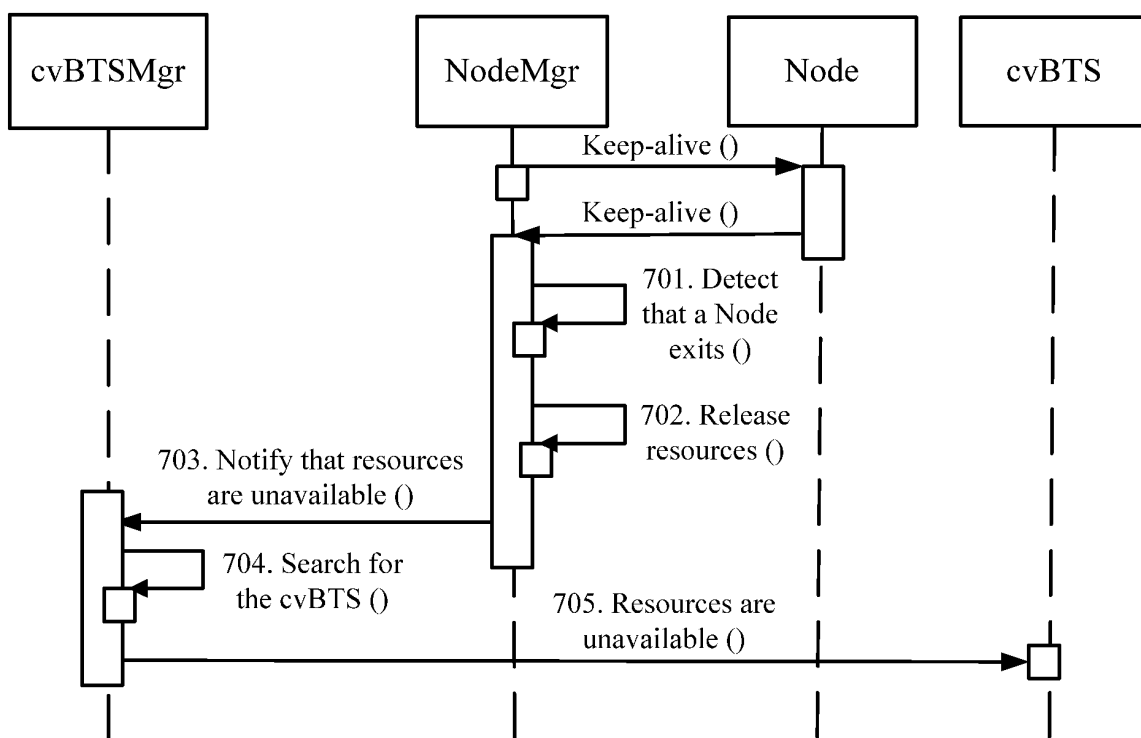 cvBTSMgr
NodeMgr
Node
cvBTS
Keep-alive ()
Keep-alive ()
701. Detect
that a Node
exits ()
702. Release
resources ()
703. Notify that resources
are unavailable ()
704. Search for
the cvBTS ()
705. Resources are
unavailable ()